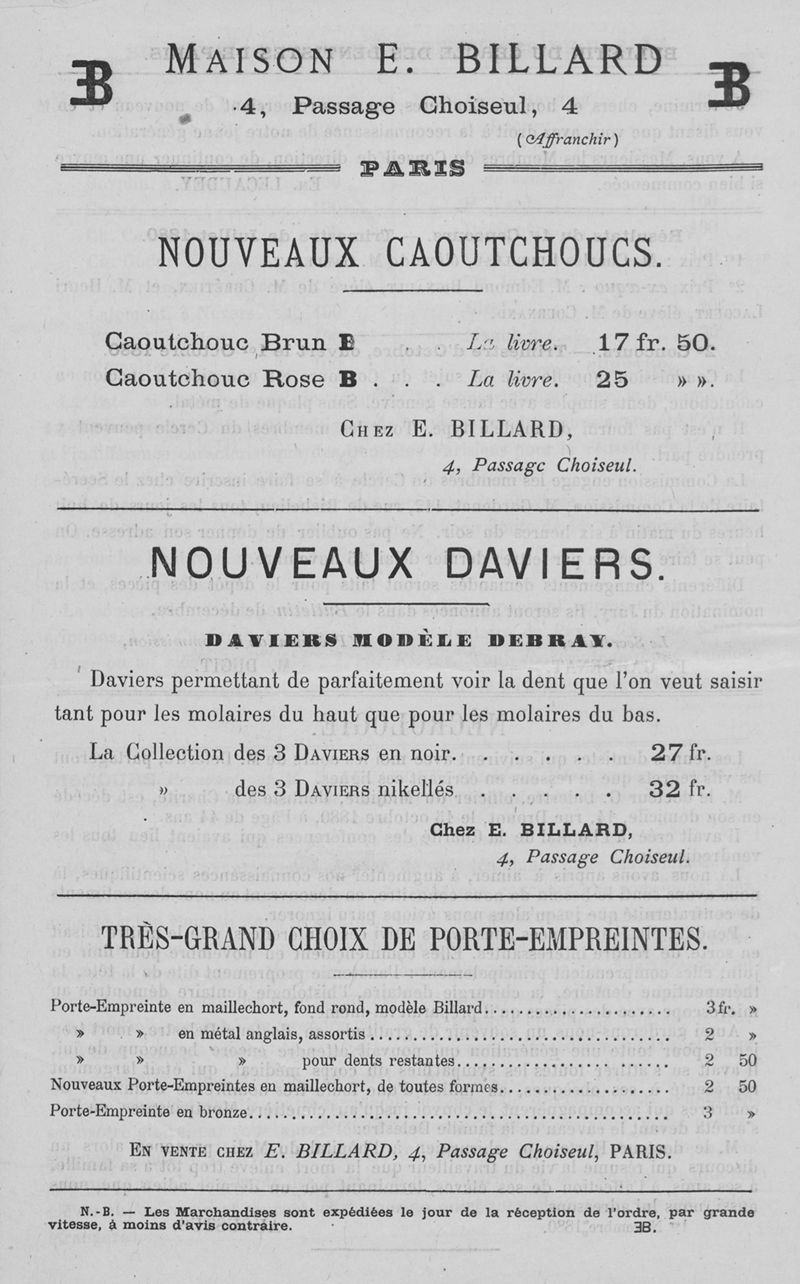 EB MAISON E. BILLARD EB
4, Passage Choiseul, 4
(Affranchir)
PARIS
NOUVEAUX CAOUTCHOUCS.
Caoutchouc Brun B . . La livre. 17 fr. 50.
Caoutchouc Rose B . . . La livre. 25 » ».
CHEZ E. BILLARD,
4, Passage Choiseul.
NOUVEAUX DAVIERS.
DAVIERS MODÈLE DEBRAY.
Daviers permettant de parfaitement voir la dent que l'on veut saisir
tant pour les molaires du haut que pour les molaires du bas.
La Collection des 3 DAVIERS en noir. . . . . . 27 fr.
» des 3 DAVIERS nikellés . . . . . 32 fr.
Chez E. BILLARD,
4, Passage Choiseul.
TRÈS-GRAND CHOIX DE PORTE-EMPREINTES.
Porte-Empreinte en maillechort, fond rond, modèle Billard...................... 3 fr. »
» » en métal anglais, assortis................................... 2 »
» » » pour dents restantes........................ 2 50
Nouveaux Porte-Empreintes en maillechort, de toutes formes.................... 2 50
Porte-Empreinte en bronze.................................................. 3 »
EN VENTE CHEZ E. BILLARD, 4, Passage Choiseul, PARIS.
N.-B. — Les Marchandises sont expédiées le jour de la réception de l'ordre, par grande
vitesse, à moins d'avis contraire. EB.